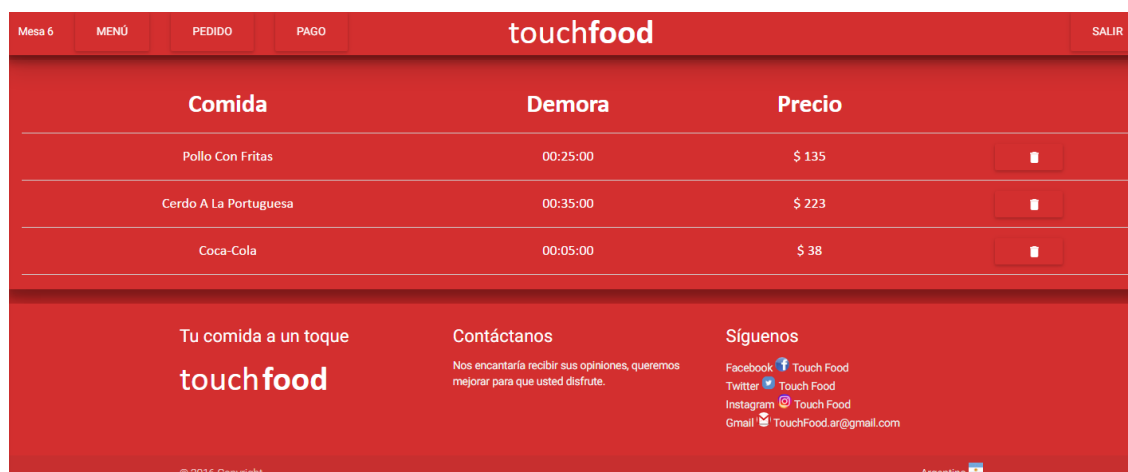 Mesa 6 MENÚ PEDIDO PAGO touchfood SALIR
Comida Demora Precio
Pollo Con Fritas 00:25:00 $ 135
Cerdo A La Portuguesa 00:35:00 $ 223
Coca-Cola 00:05:00 $ 38
Tu comida a un toque
touchfood
Contáctanos
Nos encantaría recibir sus opiniones, queremos
mejorar para que usted disfrute.
Síguenos
Facebook Touch Food
Twitter Touch Food
Instagram Touch Food
Gmail TouchFood.ar@gmail.com
© 2016 Copyright Argentina